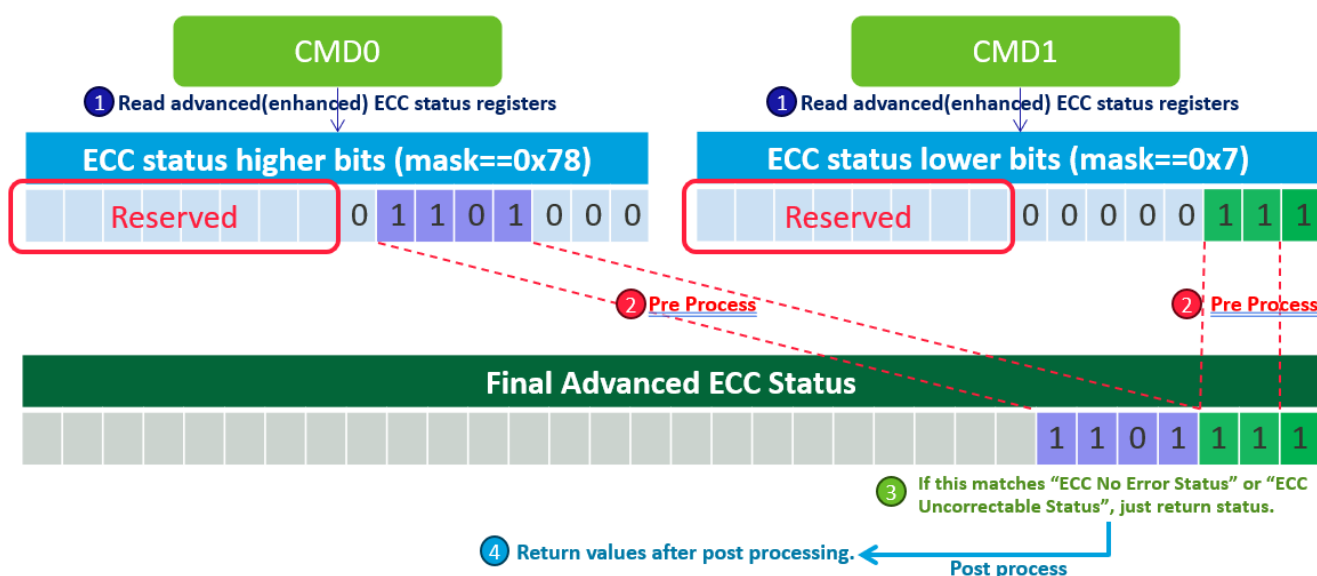 CMD0
CMD1
1 Read advanced(enhanced) ECC status registers
1 Read advanced(enhanced) ECC status registers
ECC status higher bits (mask==0x78)
ECC status lower bits (mask==0x7)
Reserved 0 1 1 0 1 0 0 0
Reserved 0 0 0 0 0 1 1 1
2 Pre Process
2 Pre Process
Final Advanced ECC Status
1 1 0 1 1 1 1
3 If this matches “ECC No Error Status” or “ECC
Uncorrectable Status”, just return status.
4 Return values after post processing.
Post process